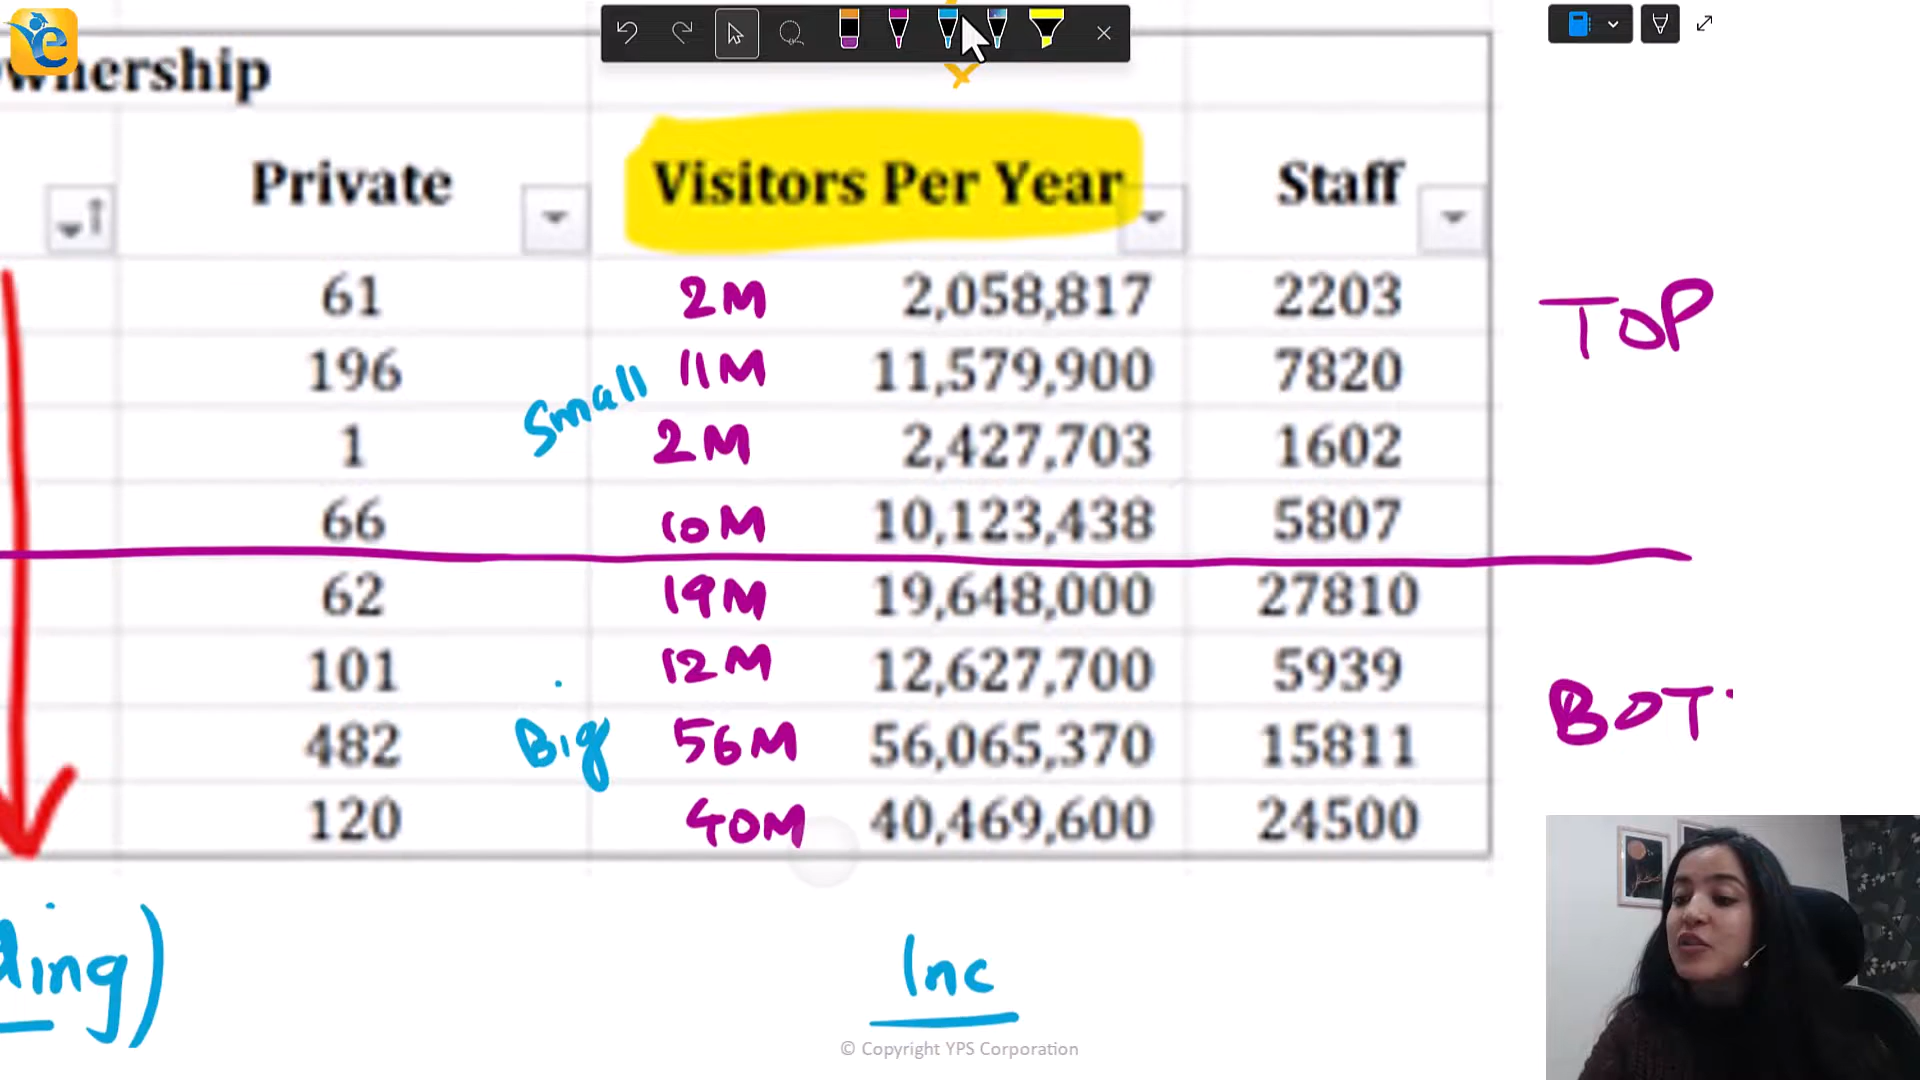 wnership
Private Visitors Per Year Staff
61 2M 2,058,817 2203
TOP
196 11M 11,579,900 7820
Small
1 2M 2,427,703 1602
66 10M 10,123,438 5807
62 19M 19,648,000 27810
101 12M 12,627,700 5939
BOT
482 Big 56M 56,065,370 15811
120 40M 40,469,600 24500
ding) Inc
© Copyright YPS Corporation